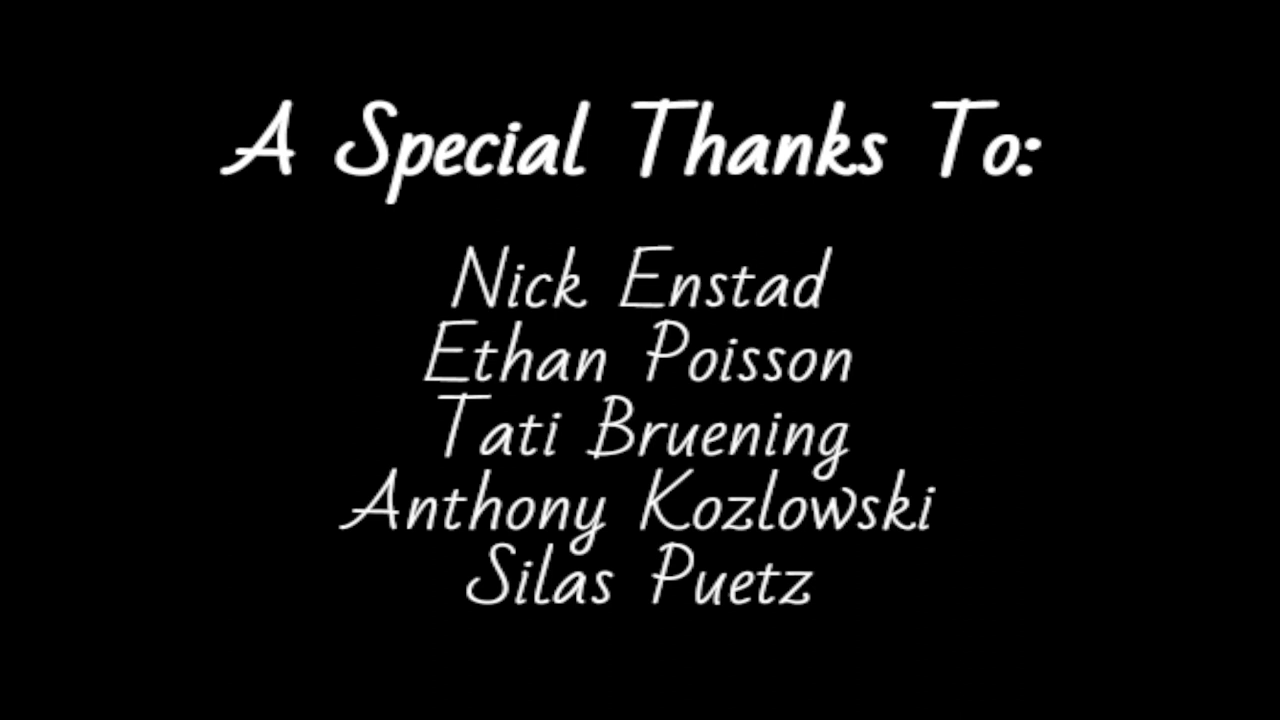 A Special Thanks To:
Nick Enstad
Ethan Poisson
Tati Bruening
Anthony Kozlowski
Silas Puetz